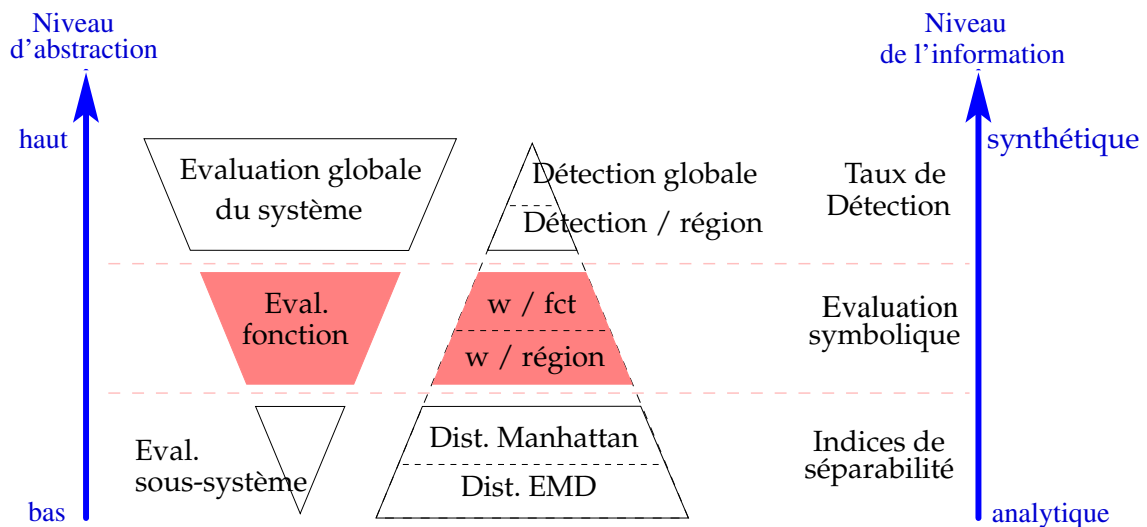 Niveau
d'abstraction
Niveau
de l'information
haut
synthétique
Evaluation globale
du système
Détection globale
Détection / région
Taux de
Détection
Eval.
fonction
w / fct
w / région
Evaluation
symbolique
Eval.
sous-système
Dist. Manhattan
Dist. EMD
Indices de
séparabilité
bas
analytique